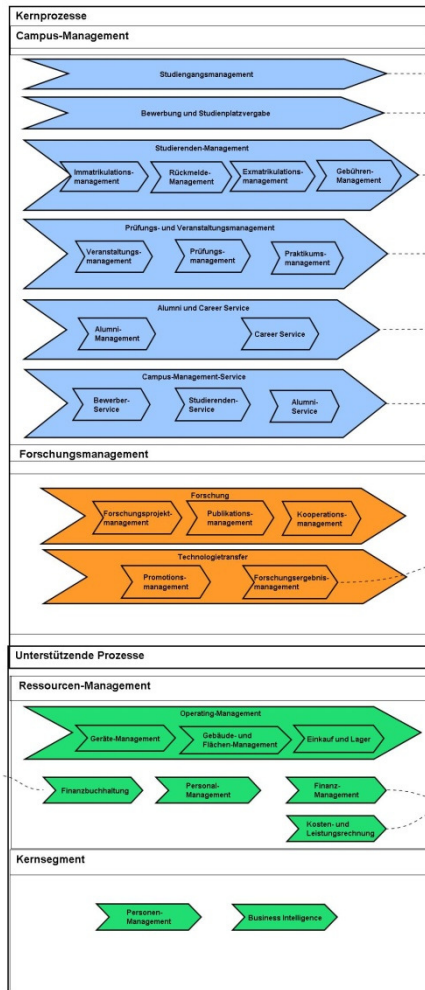 Kernprozesse
Campus-Management
Studiengangsmanagement
Bewerbung und Studienplatzvergabe
Studierenden-Management
Immatrikulations-
management
Rückmelde-
Management
Exmatrikulations-
management
Gebühren-
Management
Prüfungs- und Veranstaltungsmanagement
Veranstaltungs-
management
Prüfungs-
management
Praktikums-
management
Alumni und Career Service
Alumni-
Management
Career Service
Campus-Management-Service
Bewerber-
Service
Studierenden-
Service
Alumni-
Service
Forschungsmanagement
Forschung
Forschungsprojekt-
management
Publikations-
management
Kooperations-
management
Technologietransfer
Promotions-
management
Forschungsergebnis-
management
Unterstützende Prozesse
Ressourcen-Management
Operating-Management
Geräte-Management
Gebäude- und
Flächen-Management
Einkauf und Lager
Finanzbuchhaltung
Personal-
Management
Finanz-
Management
Kosten- und
Leistungsrechnung
Kernsegment
Personen-
Management
Business Intelligence